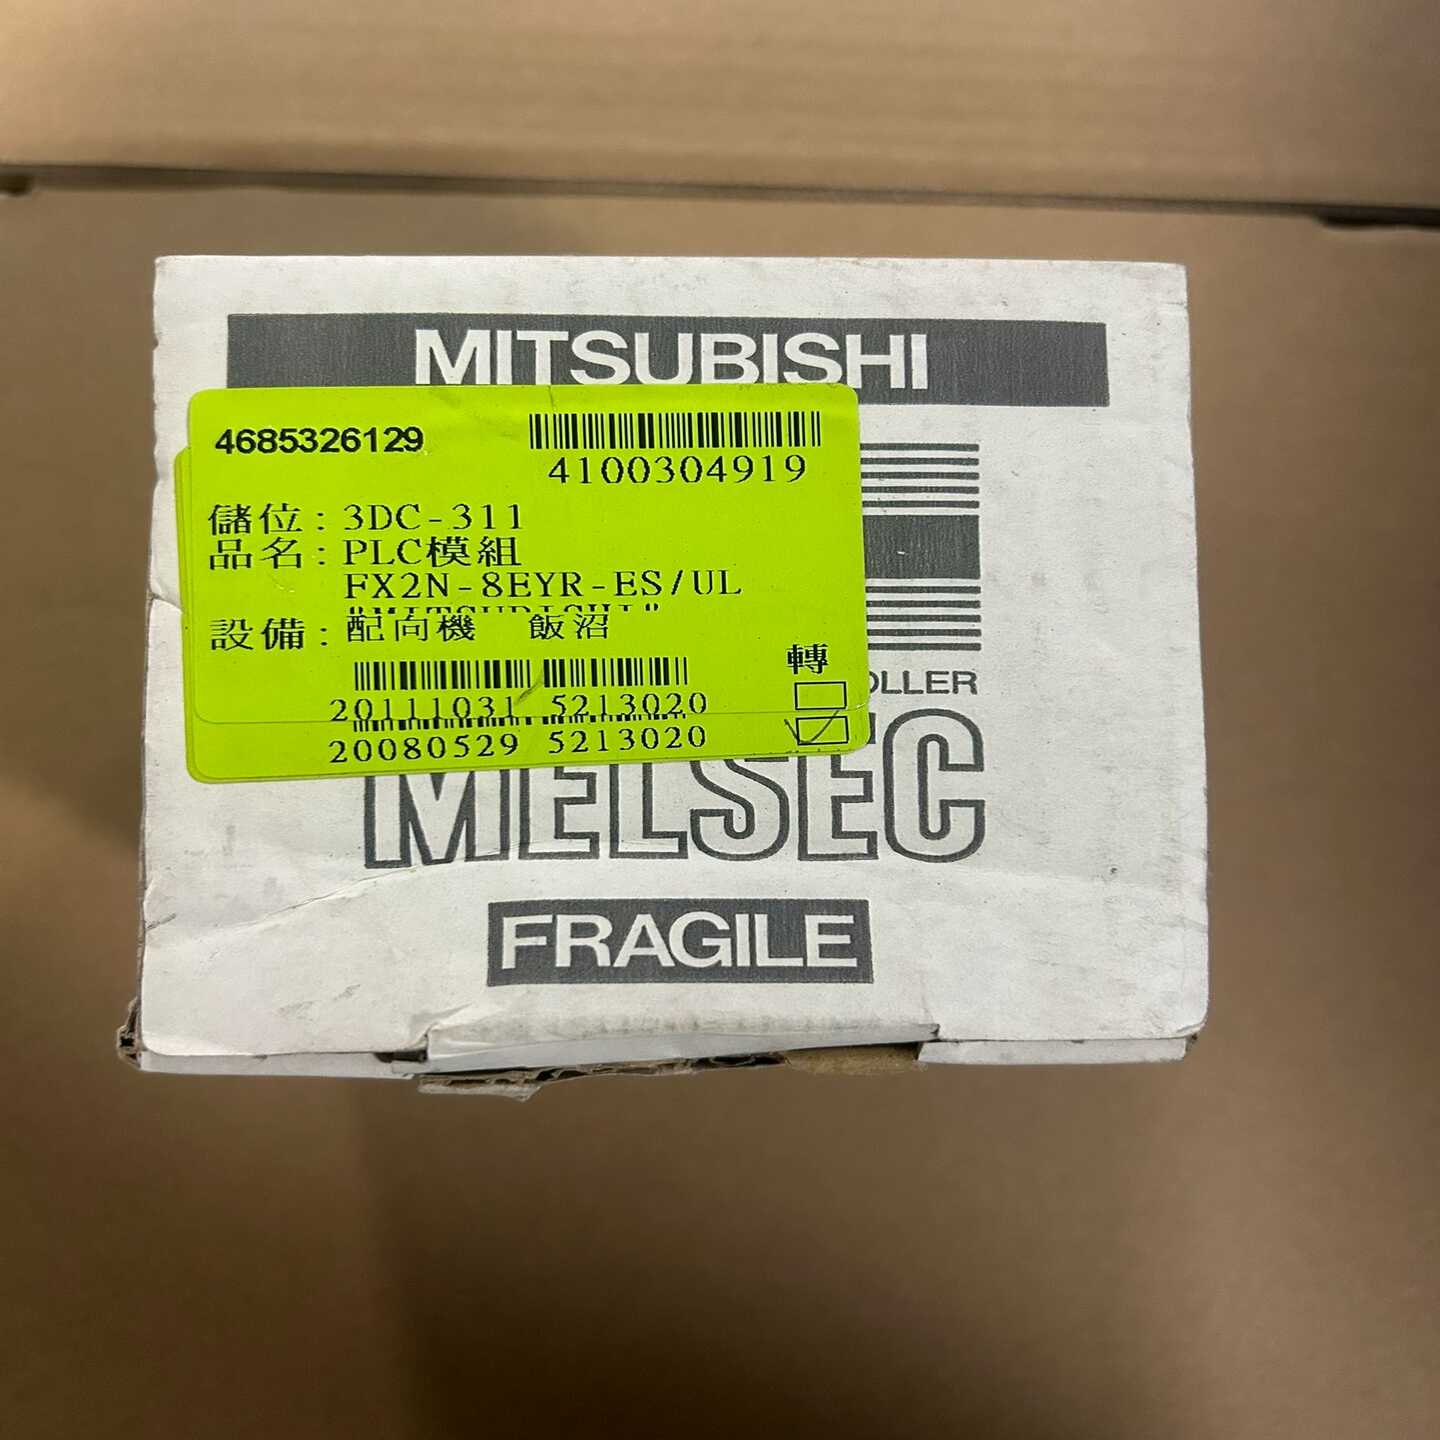 MITSUBISHI
4685326129
4100304919
儲位: 3DC-311
品名: PLC模組
FX2N-8EYR-ES/UL
"MITSUBISHI"
設備: 配向機 飯沼
轉
20111031 5213020
20080529 5213020
OLLER
MELSEC
FRAGILE